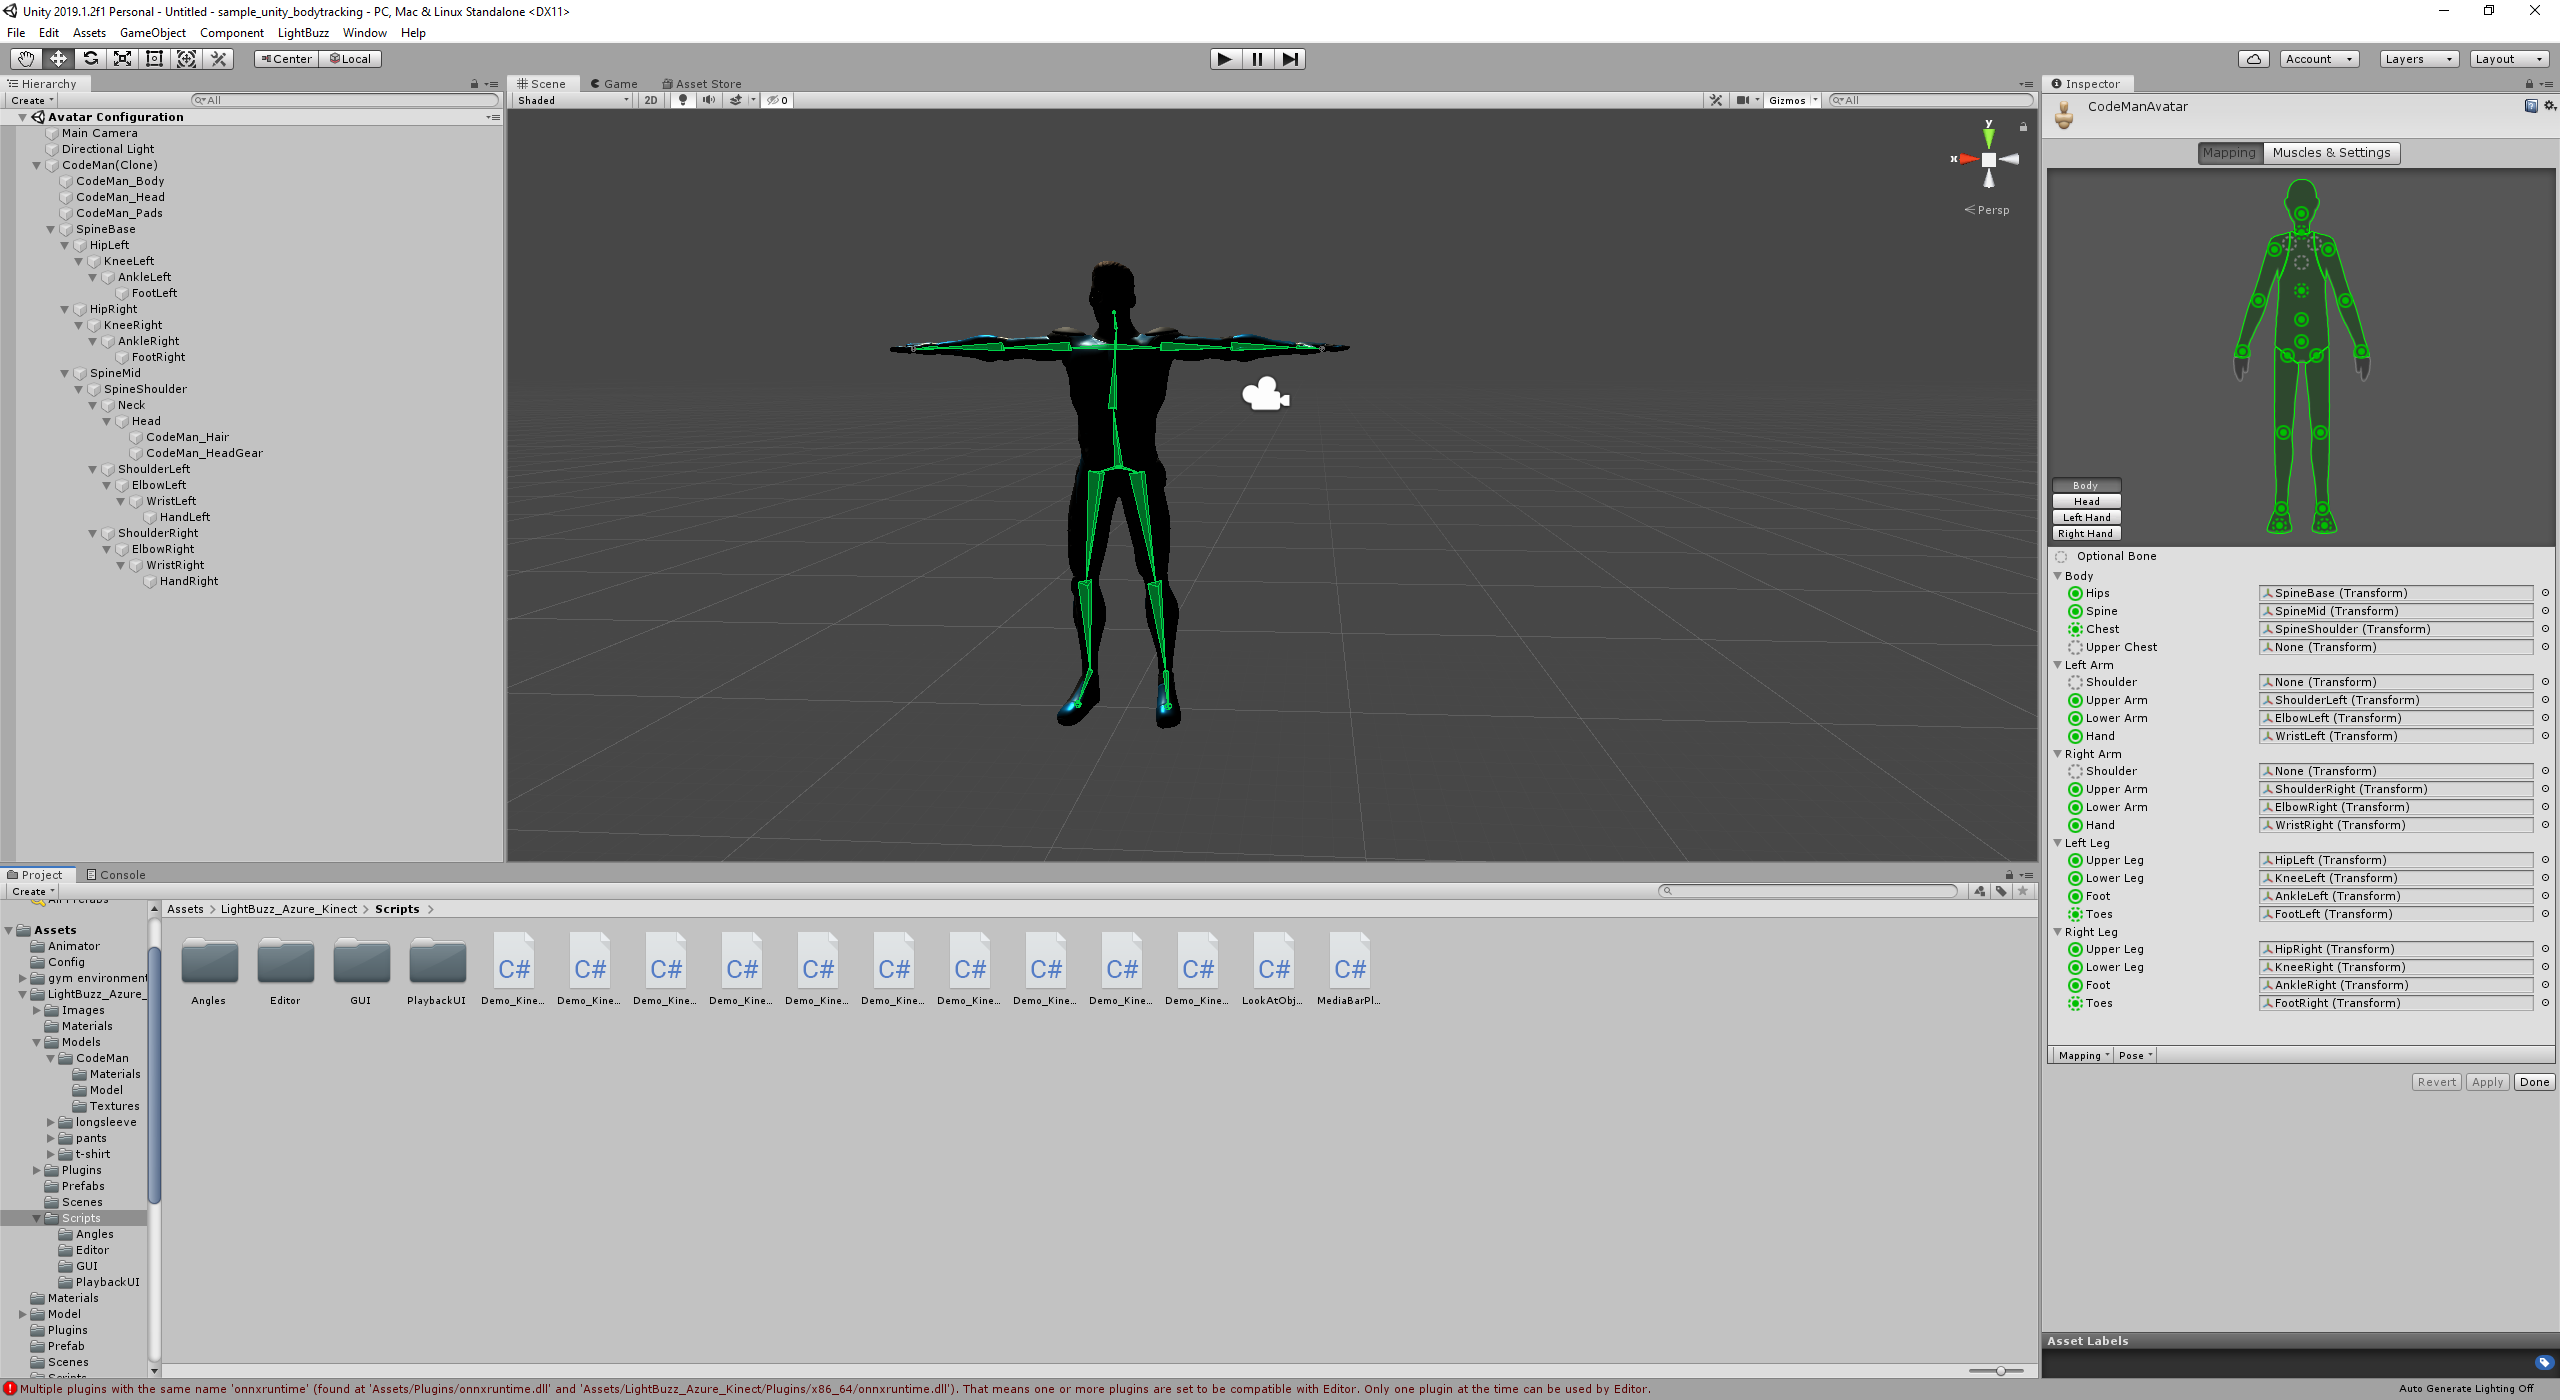 Unity 2019.1.2f1 Personal - Untitled - sample_unity_bodytracking - PC, Mac & Linux Standalone <DX11>
File Edit Assets GameObject Component LightBuzz Window Help
Center Local
Account Layers Layout
Hierarchy
Create All
Avatar Configuration
Main Camera
Directional Light
CodeMan(Clone)
CodeMan_Body
CodeMan_Head
CodeMan_Pads
SpineBase
HipLeft
KneeLeft
AnkleLeft
FootLeft
HipRight
KneeRight
AnkleRight
FootRight
SpineMid
SpineShoulder
Neck
Head
CodeMan_Hair
CodeMan_HeadGear
ShoulderLeft
ElbowLeft
WristLeft
HandLeft
ShoulderRight
ElbowRight
WristRight
HandRight
Scene Game Asset Store
Shaded 2D 0 Gizmos All
y
x
Persp
Inspector
CodeManAvatar
Mapping Muscles & Settings
Body
Head
Left Hand
Right Hand
Optional Bone
Body
Hips SpineBase (Transform)
Spine SpineMid (Transform)
Chest SpineShoulder (Transform)
Upper Chest None (Transform)
Left Arm
Shoulder None (Transform)
Upper Arm ShoulderLeft (Transform)
Lower Arm ElbowLeft (Transform)
Hand WristLeft (Transform)
Right Arm
Shoulder None (Transform)
Upper Arm ShoulderRight (Transform)
Lower Arm ElbowRight (Transform)
Hand WristRight (Transform)
Left Leg
Upper Leg HipLeft (Transform)
Lower Leg KneeLeft (Transform)
Foot AnkleLeft (Transform)
Toes FootLeft (Transform)
Right Leg
Upper Leg HipRight (Transform)
Lower Leg KneeRight (Transform)
Foot AnkleRight (Transform)
Toes FootRight (Transform)
Mapping Pose
Revert Apply Done
Asset Labels
Project Console
Create
All Prefabs
Assets
Animator
Config
gym environment
LightBuzz_Azure_
Images
Materials
Models
CodeMan
Materials
Model
Textures
longsleeve
pants
t-shirt
Plugins
Prefabs
Scenes
Scripts
Angles
Editor
GUI
PlaybackUI
Materials
Model
Plugins
Prefab
Scenes
Scripts
Assets > LightBuzz_Azure_Kinect > Scripts >
C# C# C# C# C# C# C# C# C# C# C# C#
Angles Editor GUI PlaybackUI Demo_Kine... Demo_Kine... Demo_Kine... Demo_Kine... Demo_Kine... Demo_Kine... Demo_Kine... Demo_Kine... Demo_Kine... Demo_Kine... LookAtObj... MediaBarPl...
Multiple plugins with the same name 'onnxruntime' (found at 'Assets/Plugins/onnxruntime.dll' and 'Assets/LightBuzz_Azure_Kinect/Plugins/x86_64/onnxruntime.dll'). That means one or more plugins are set to be compatible with Editor. Only one plugin at the time can be used by Editor.
Auto Generate Lighting Off